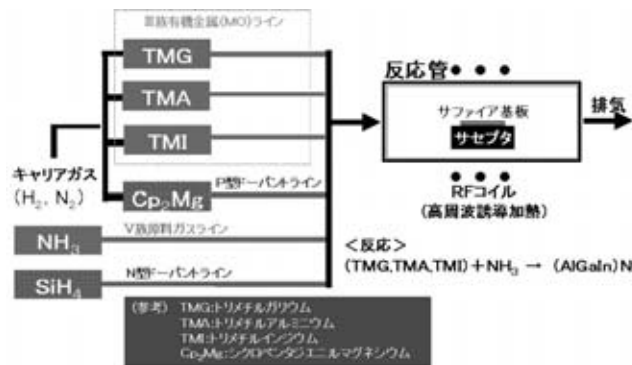 Ⅲ族有機金属(MO)ライン
TMG
TMA
TMI
キャリアガス
(H₂、N₂)
Cp₂Mg
P型ドーパントライン
NH₃
V族原料ガスライン
SiH₄
N型ドーパントライン
反応管
サファイア基板
サセプタ
排気
RFコイル
(高周波誘導加熱)
<反応>
(TMG,TMA,TMI)+NH₃ → (AlGaIn)N
(参考) TMG:トリメチルガリウム
TMA:トリメチルアルミニウム
TMI:トリメチルインジウム
Cp₂Mg:シクロペンタジエニルマグネシウム